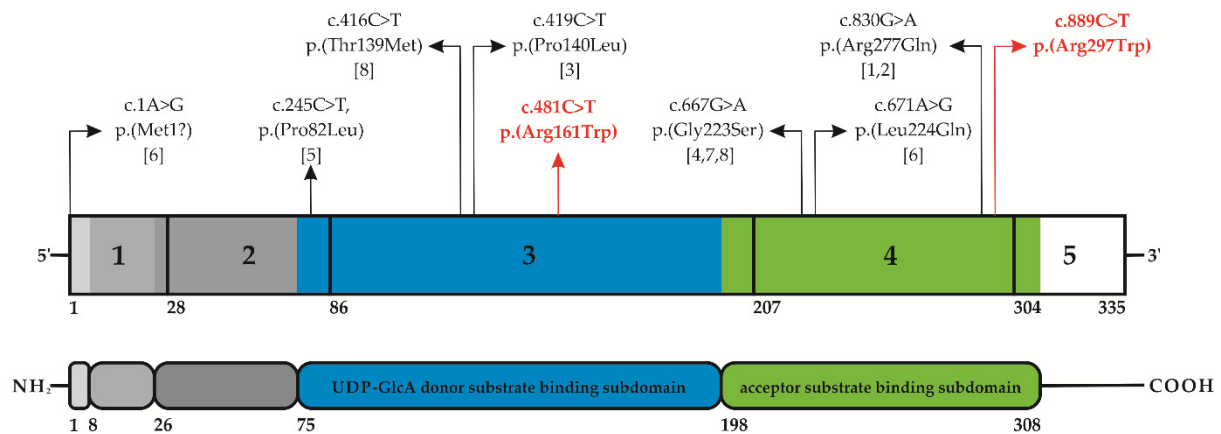 c.416C>T
p.(Thr139Met)
[8]
c.419C>T
p.(Pro140Leu)
[3]
c.830G>A
p.(Arg277Gln)
[1,2]
c.889C>T
p.(Arg297Trp)
c.1A>G
p.(Met1?)
[6]
c.245C>T,
p.(Pro82Leu)
[5]
c.481C>T
p.(Arg161Trp)
c.667G>A
p.(Gly223Ser)
[4,7,8]
c.671A>G
p.(Leu224Gln)
[6]
5' 1 2 3 4 5 3'
1 28 86 207 304 335
NH₂ UDP-GlcA donor substrate binding subdomain acceptor substrate binding subdomain COOH
1 8 26 75 198 308